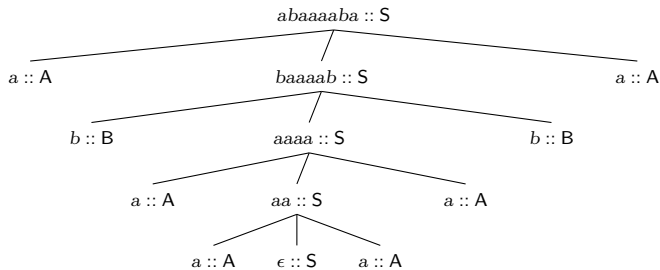 abaaaaba :: S
a :: A baaaab :: S a :: A
b :: B aaaa :: S b :: B
a :: A aa :: S a :: A
a :: A ϵ :: S a :: A